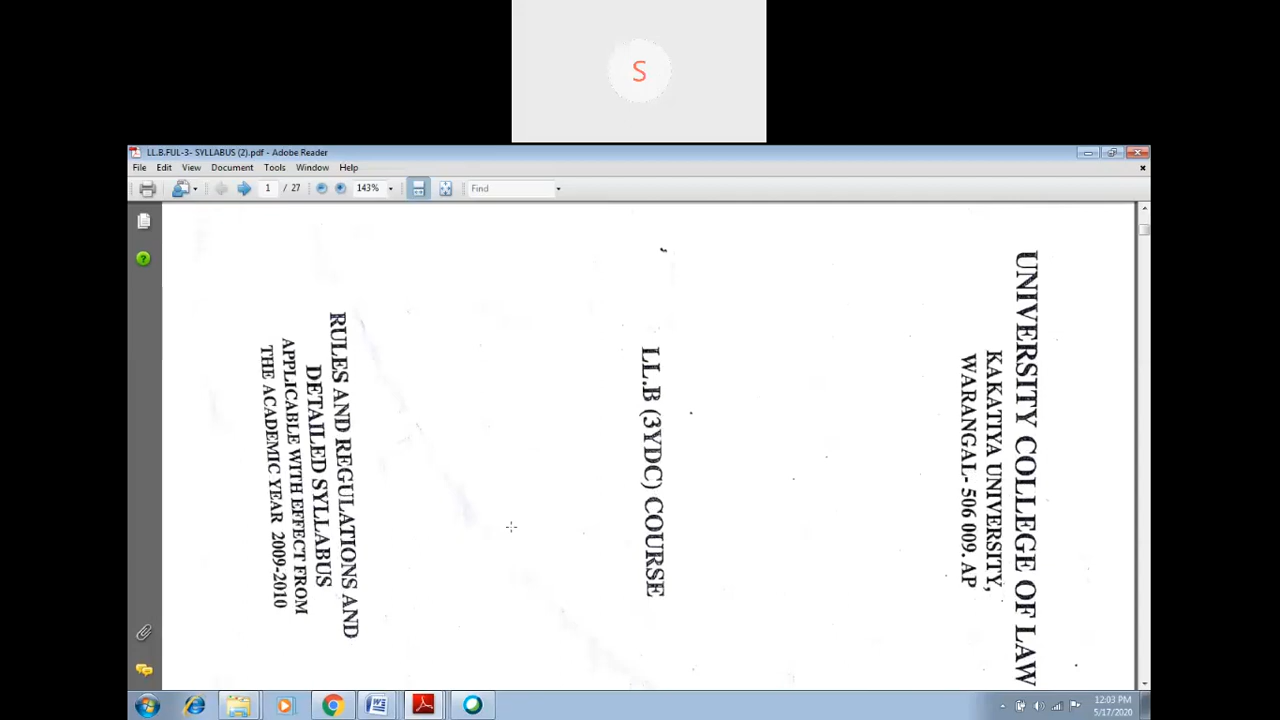 S
LL.B.FUL-3- SYLLABUS (2).pdf - Adobe Reader
File Edit View Document Tools Window Help
1 / 27 143% Find
UNIVERSITY COLLEGE OF LAW
KAKATIYA UNIVERSITY,
WARANGAL- 506 009. AP
LL.B (3YDC) COURSE
RULES AND REGULATIONS AND
DETAILED SYLLABUS
APPLICABLE WITH EFFECT FROM
THE ACADEMIC YEAR 2009-2010
12:03 PM
5/17/2020